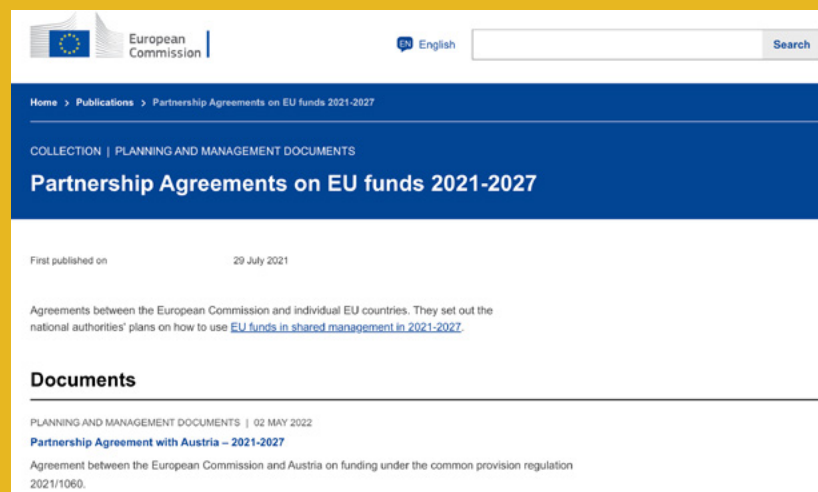 European
Commission
EN English
Search
Home > Publications > Partnership Agreements on EU funds 2021-2027
COLLECTION | PLANNING AND MANAGEMENT DOCUMENTS
Partnership Agreements on EU funds 2021-2027
First published on 29 July 2021
Agreements between the European Commission and individual EU countries. They set out the
national authorities' plans on how to use EU funds in shared management in 2021-2027.
Documents
PLANNING AND MANAGEMENT DOCUMENTS | 02 MAY 2022
Partnership Agreement with Austria – 2021-2027
Agreement between the European Commission and Austria on funding under the common provision regulation
2021/1060.